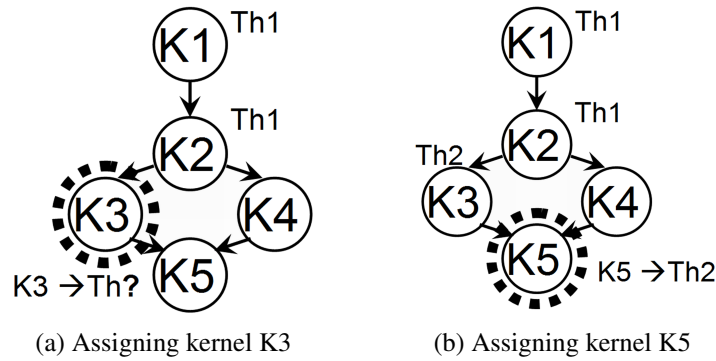 K1 Th1
K2 Th1
K3 K4
K5
K3 →Th?
(a) Assigning kernel K3
K1 Th1
K2 Th1
Th2
K3 K4
K5
K5 →Th2
(b) Assigning kernel K5